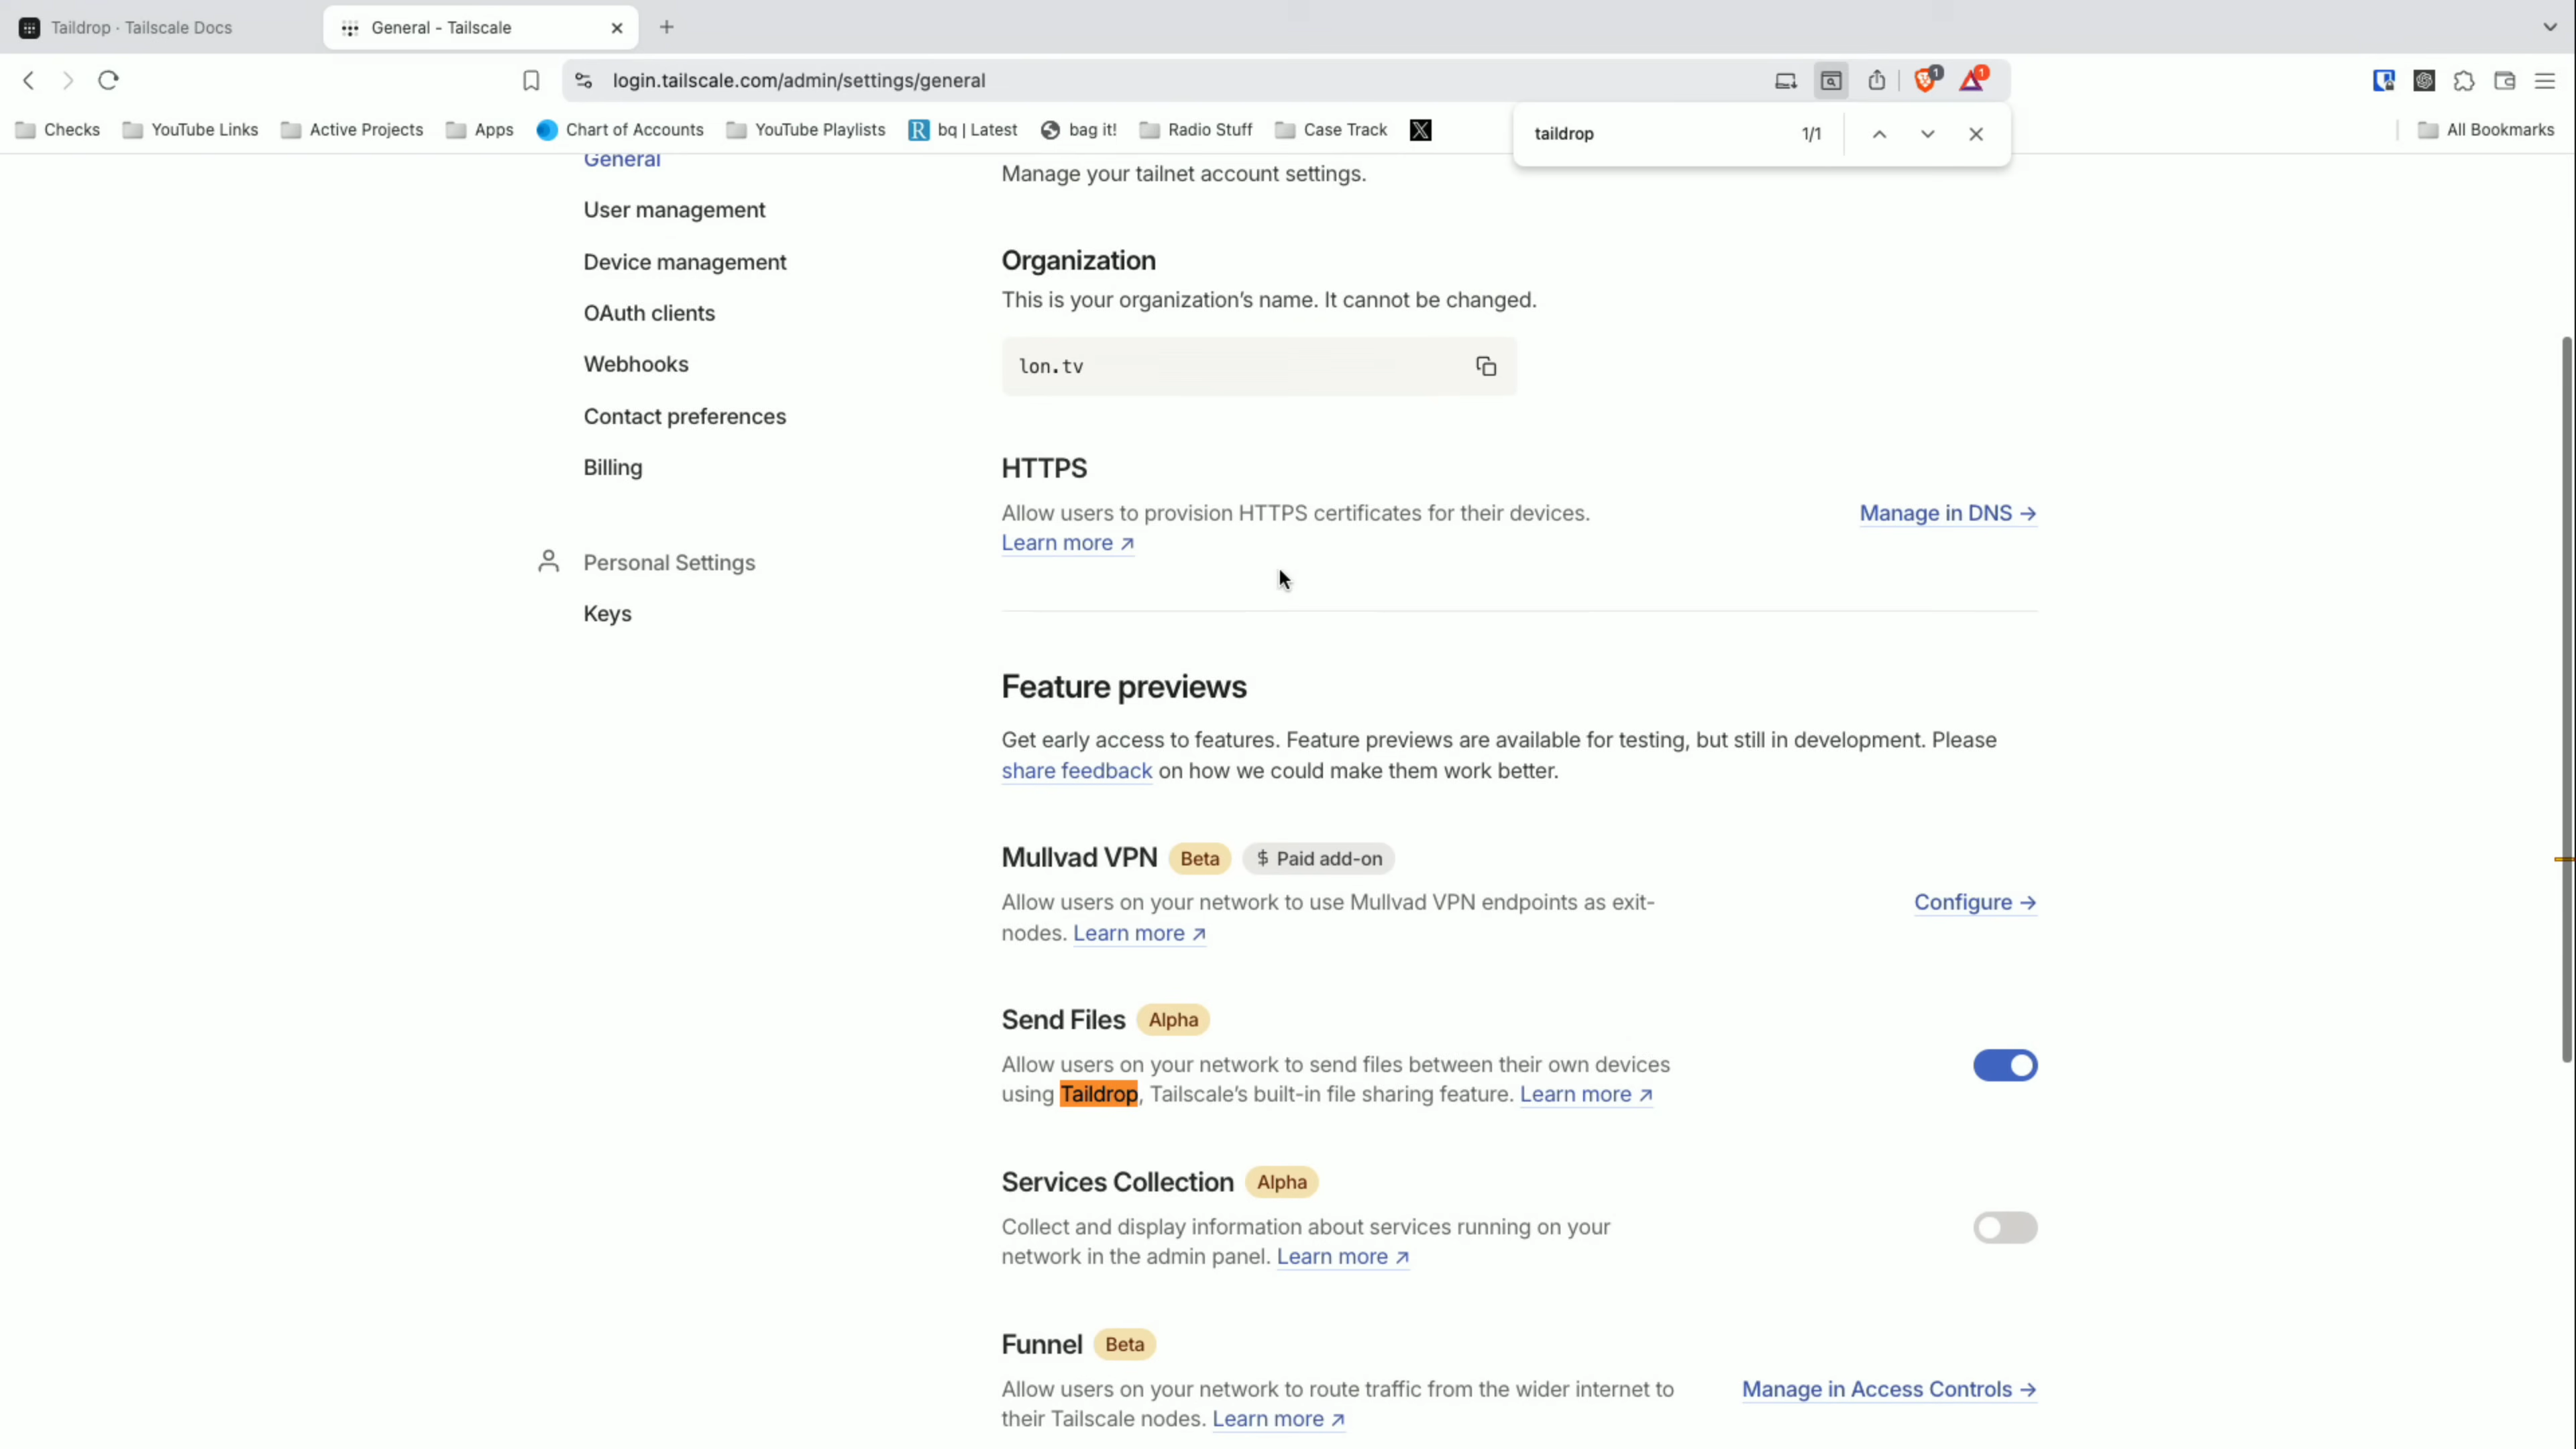 Taildrop · Tailscale Docs
General - Tailscale
login.tailscale.com/admin/settings/general
1
1
Checks
YouTube Links
Active Projects
Apps
Chart of Accounts
YouTube Playlists
bq | Latest
bag it!
Radio Stuff
Case Track
All Bookmarks
taildrop
1/1
General
User management
Device management
OAuth clients
Webhooks
Contact preferences
Billing
Personal Settings
Keys
Manage your tailnet account settings.
Organization
This is your organization's name. It cannot be changed.
lon.tv
HTTPS
Allow users to provision HTTPS certificates for their devices.
Learn more ↗
Manage in DNS →
Feature previews
Get early access to features. Feature previews are available for testing, but still in development. Please
share feedback on how we could make them work better.
Mullvad VPN Beta $ Paid add-on
Allow users on your network to use Mullvad VPN endpoints as exit-
nodes. Learn more ↗
Configure →
Send Files Alpha
Allow users on your network to send files between their own devices
using Taildrop, Tailscale's built-in file sharing feature. Learn more ↗
Services Collection Alpha
Collect and display information about services running on your
network in the admin panel. Learn more ↗
Funnel Beta
Allow users on your network to route traffic from the wider internet to
their Tailscale nodes. Learn more ↗
Manage in Access Controls →